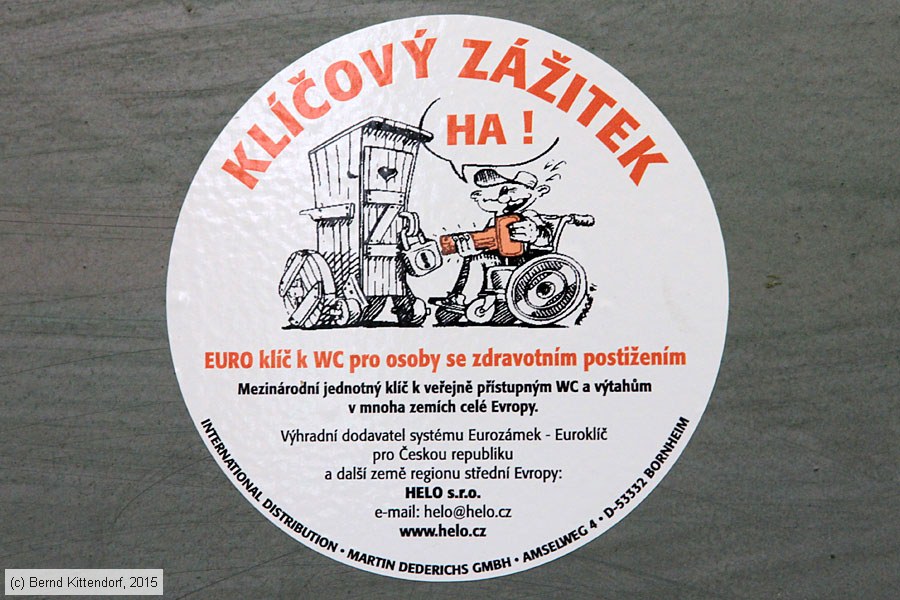 KLÍČOVÝ ZÁŽITEK
HA !
EURO klíč k WC pro osoby se zdravotním postižením
Mezinárodní jednotný klíč k veřejně přístupným WC a výtahům
v mnoha zemích celé Evropy.
Výhradní dodavatel systému Eurozámek - Euroklíč
pro Českou republiku
a další země regionu střední Evropy:
HELO s.r.o.
e-mail: helo@helo.cz
www.helo.cz
INTERNATIONAL DISTRIBUTION • MARTIN DEDERICHS GMBH • AMSELWEG 4 • D-53332 BORNHEIM
(c) Bernd Kittendorf, 2015